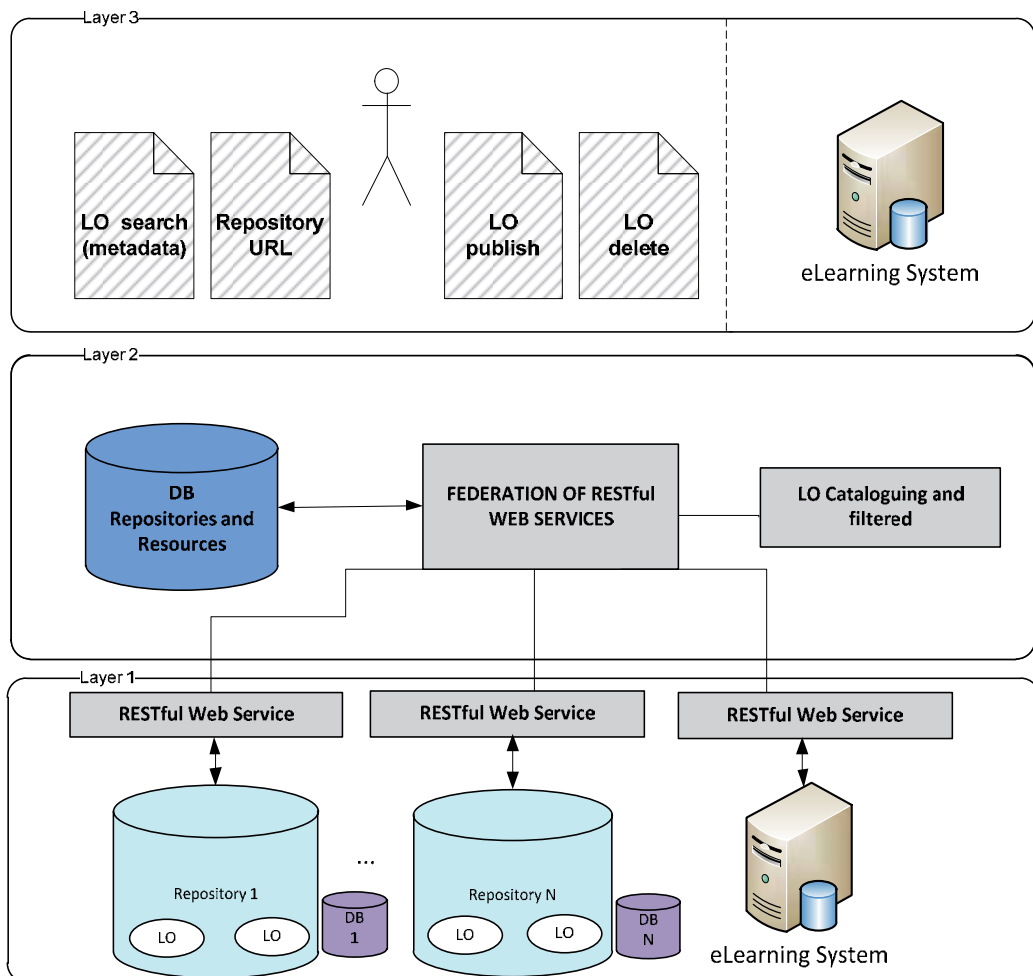 Layer 3
LO search
(metadata)
Repository
URL
LO
publish
LO
delete
eLearning System
Layer 2
DB
Repositories and
Resources
FEDERATION OF RESTful
WEB SERVICES
LO Cataloguing and
filtered
Layer 1
RESTful Web Service
RESTful Web Service
RESTful Web Service
Repository 1
LO
LO
DB
1
...
Repository N
LO
LO
DB
N
eLearning System